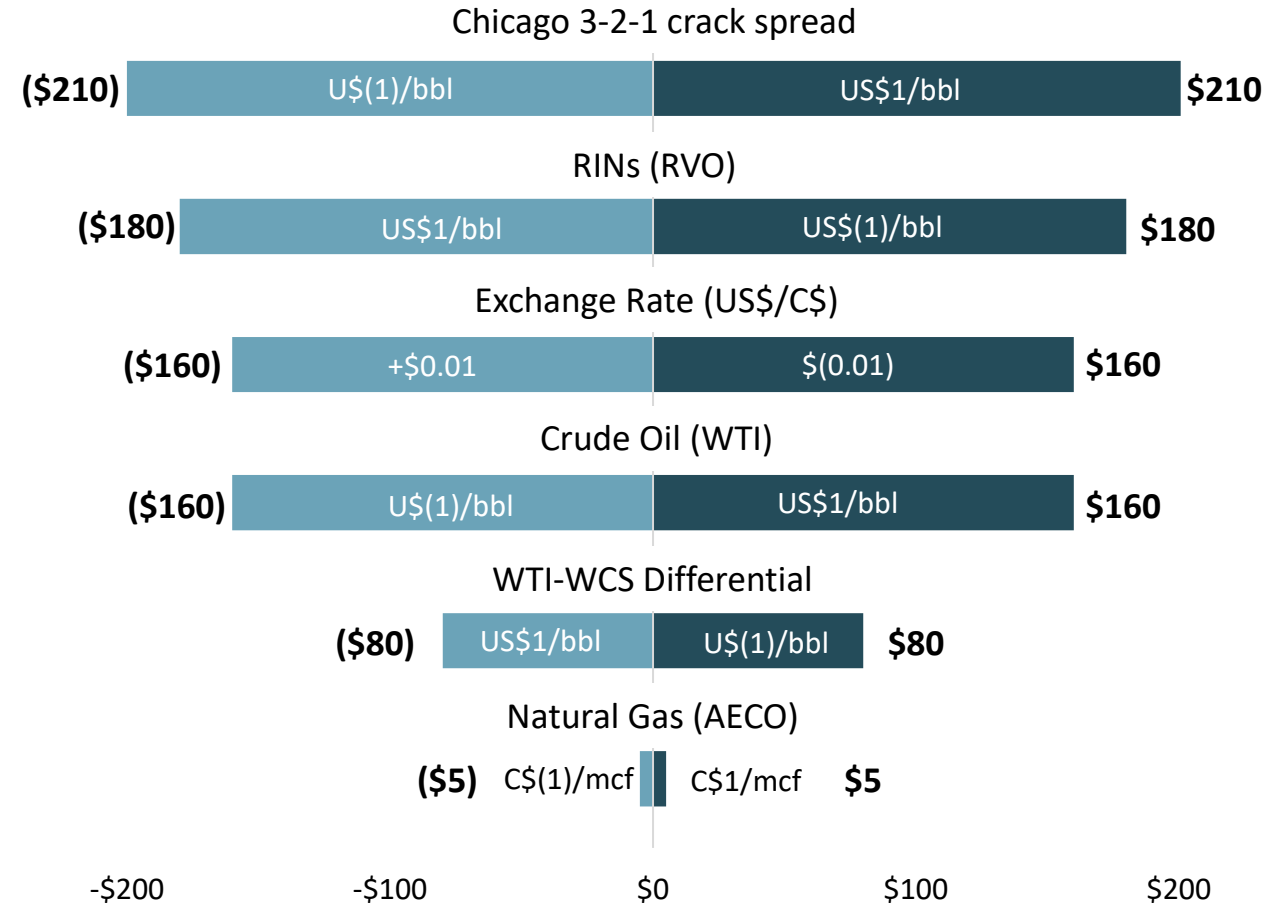 Chicago 3-2-1 crack spread
($210) U$(1)/bbl US$1/bbl $210
RINs (RVO)
($180) US$1/bbl US$(1)/bbl $180
Exchange Rate (US$/C$)
($160) +$0.01 $(0.01) $160
Crude Oil (WTI)
($160) U$(1)/bbl US$1/bbl $160
WTI-WCS Differential
($80) US$1/bbl U$(1)/bbl $80
Natural Gas (AECO)
($5) C$(1)/mcf C$1/mcf $5
-$200 -$100 $0 $100 $200